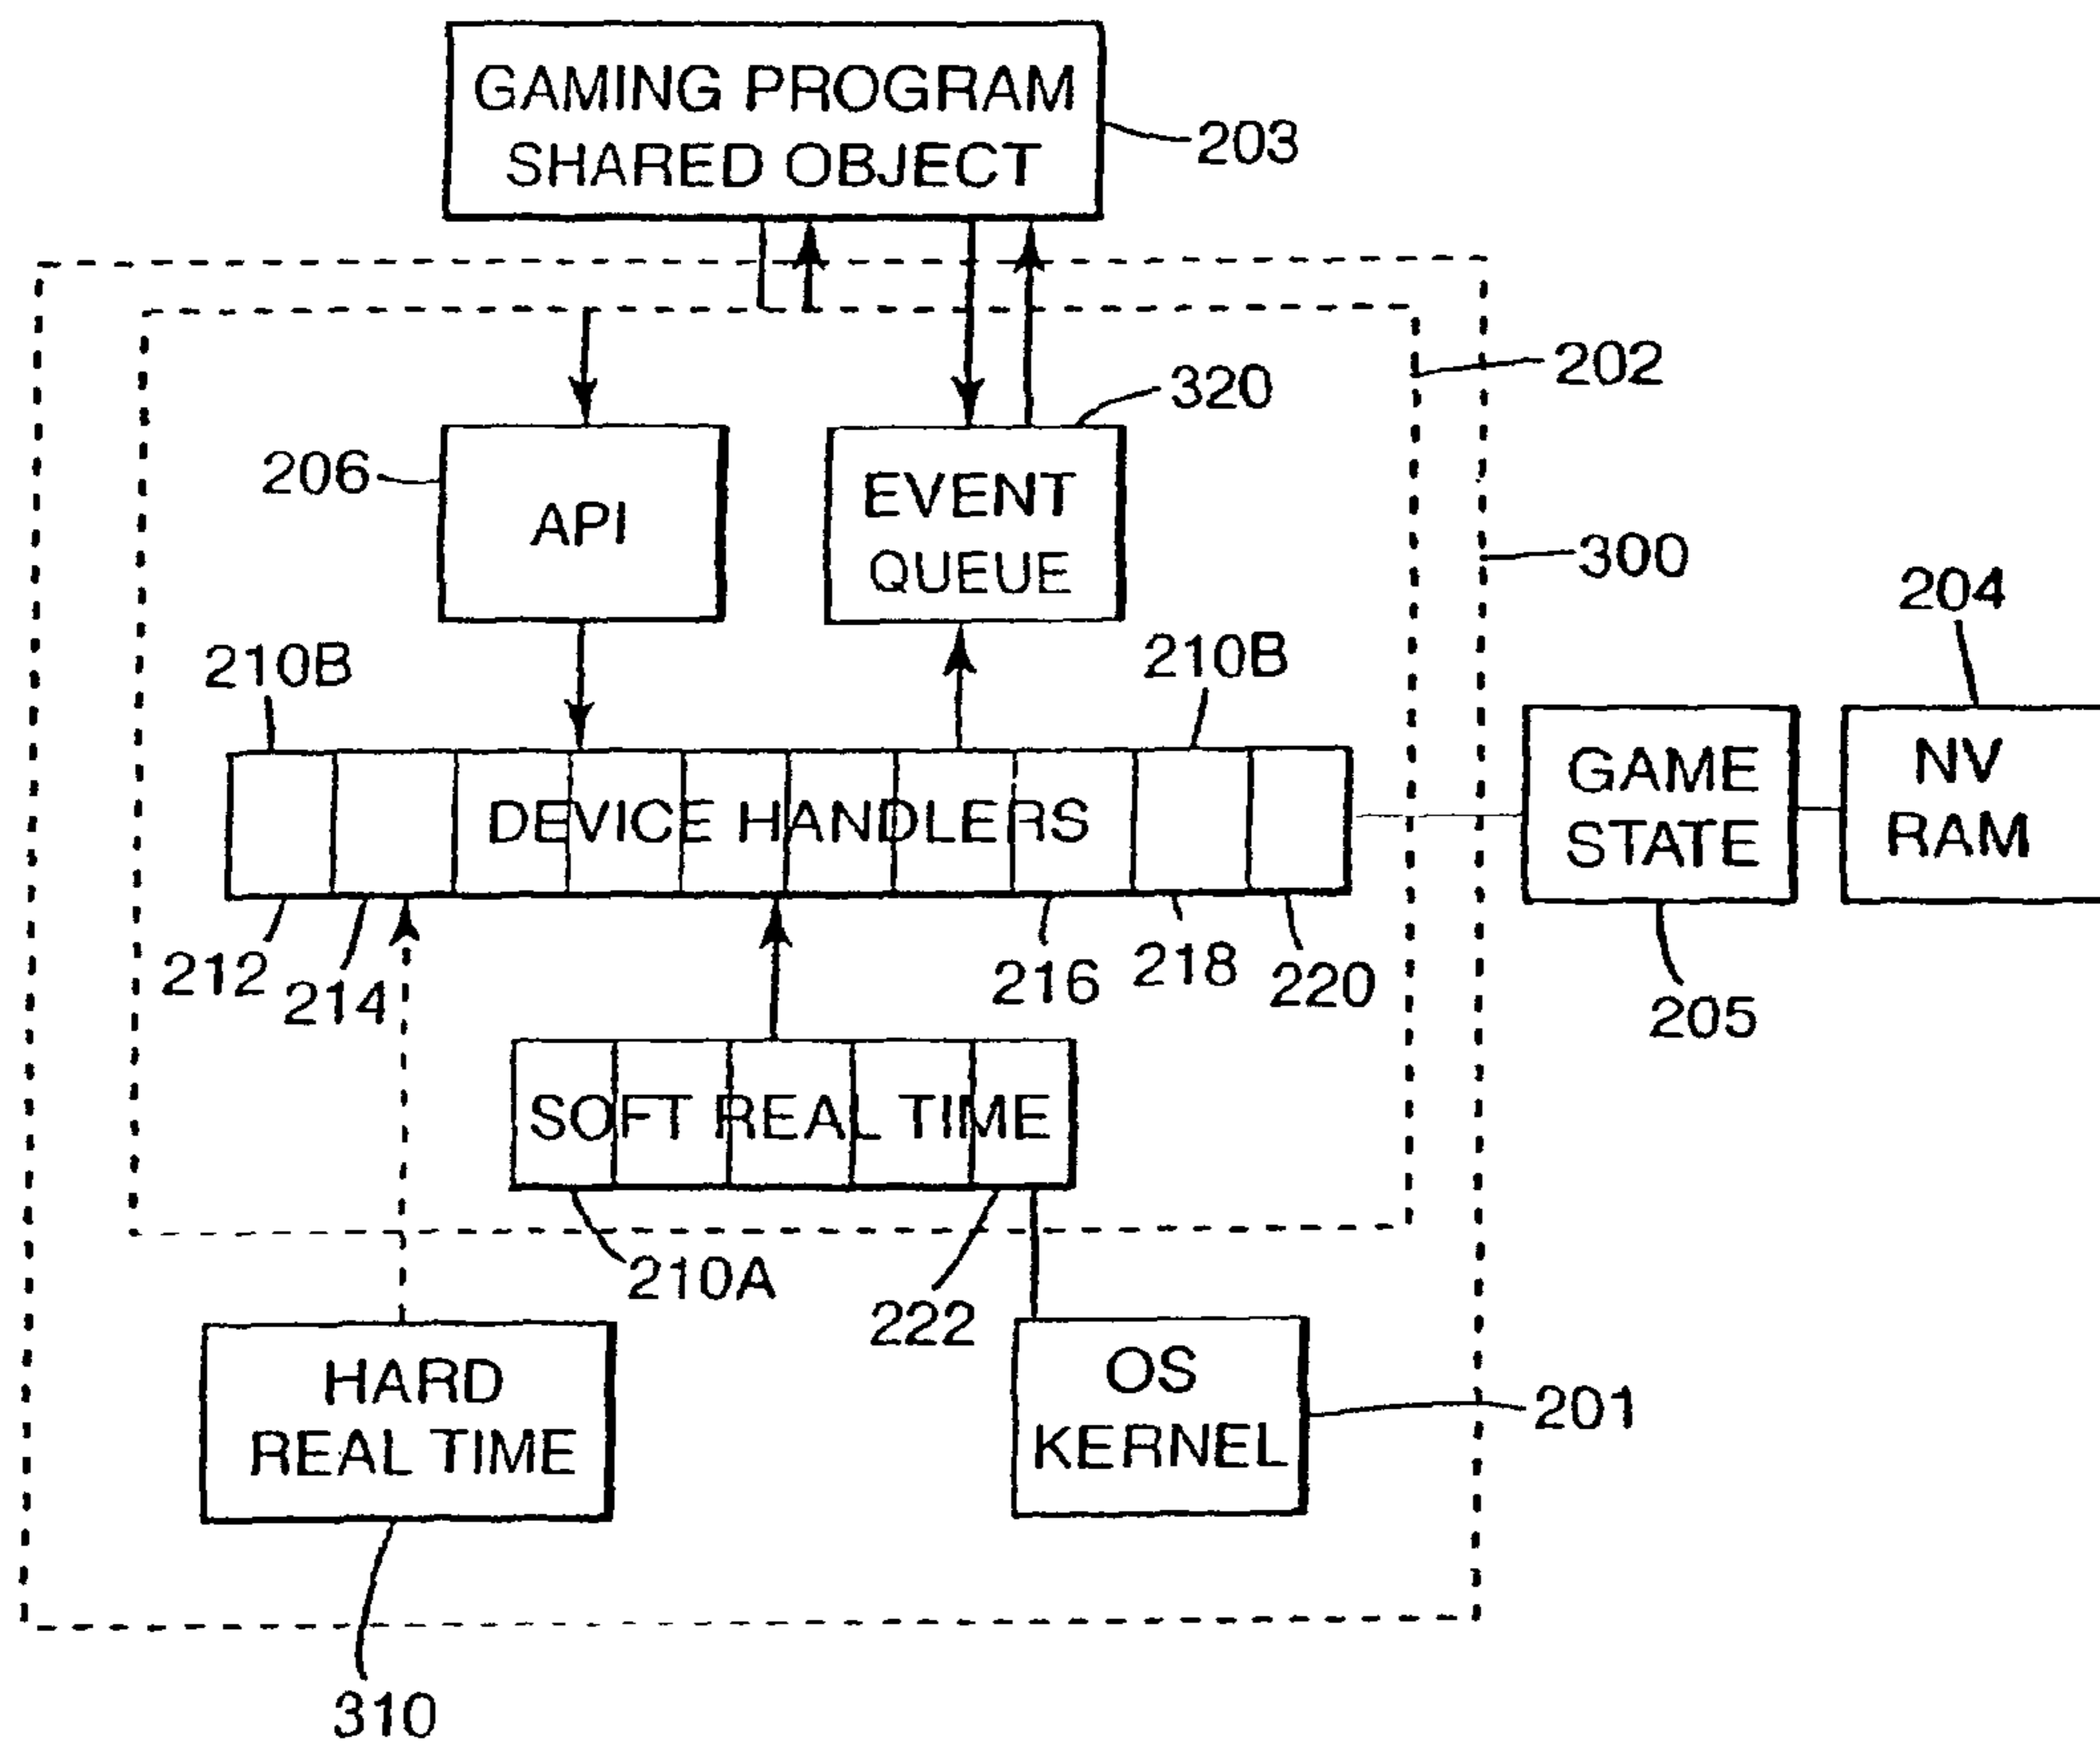 GAMING PROGRAM
SHARED OBJECT
203
202
320
206
API
EVENT
QUEUE
300
204
210B
210B
DEVICE HANDLERS
GAME
STATE
NV
RAM
212
214
216
218
220
205
SOFT REAL TIME
210A
222
HARD
REAL TIME
OS
KERNEL
201
310